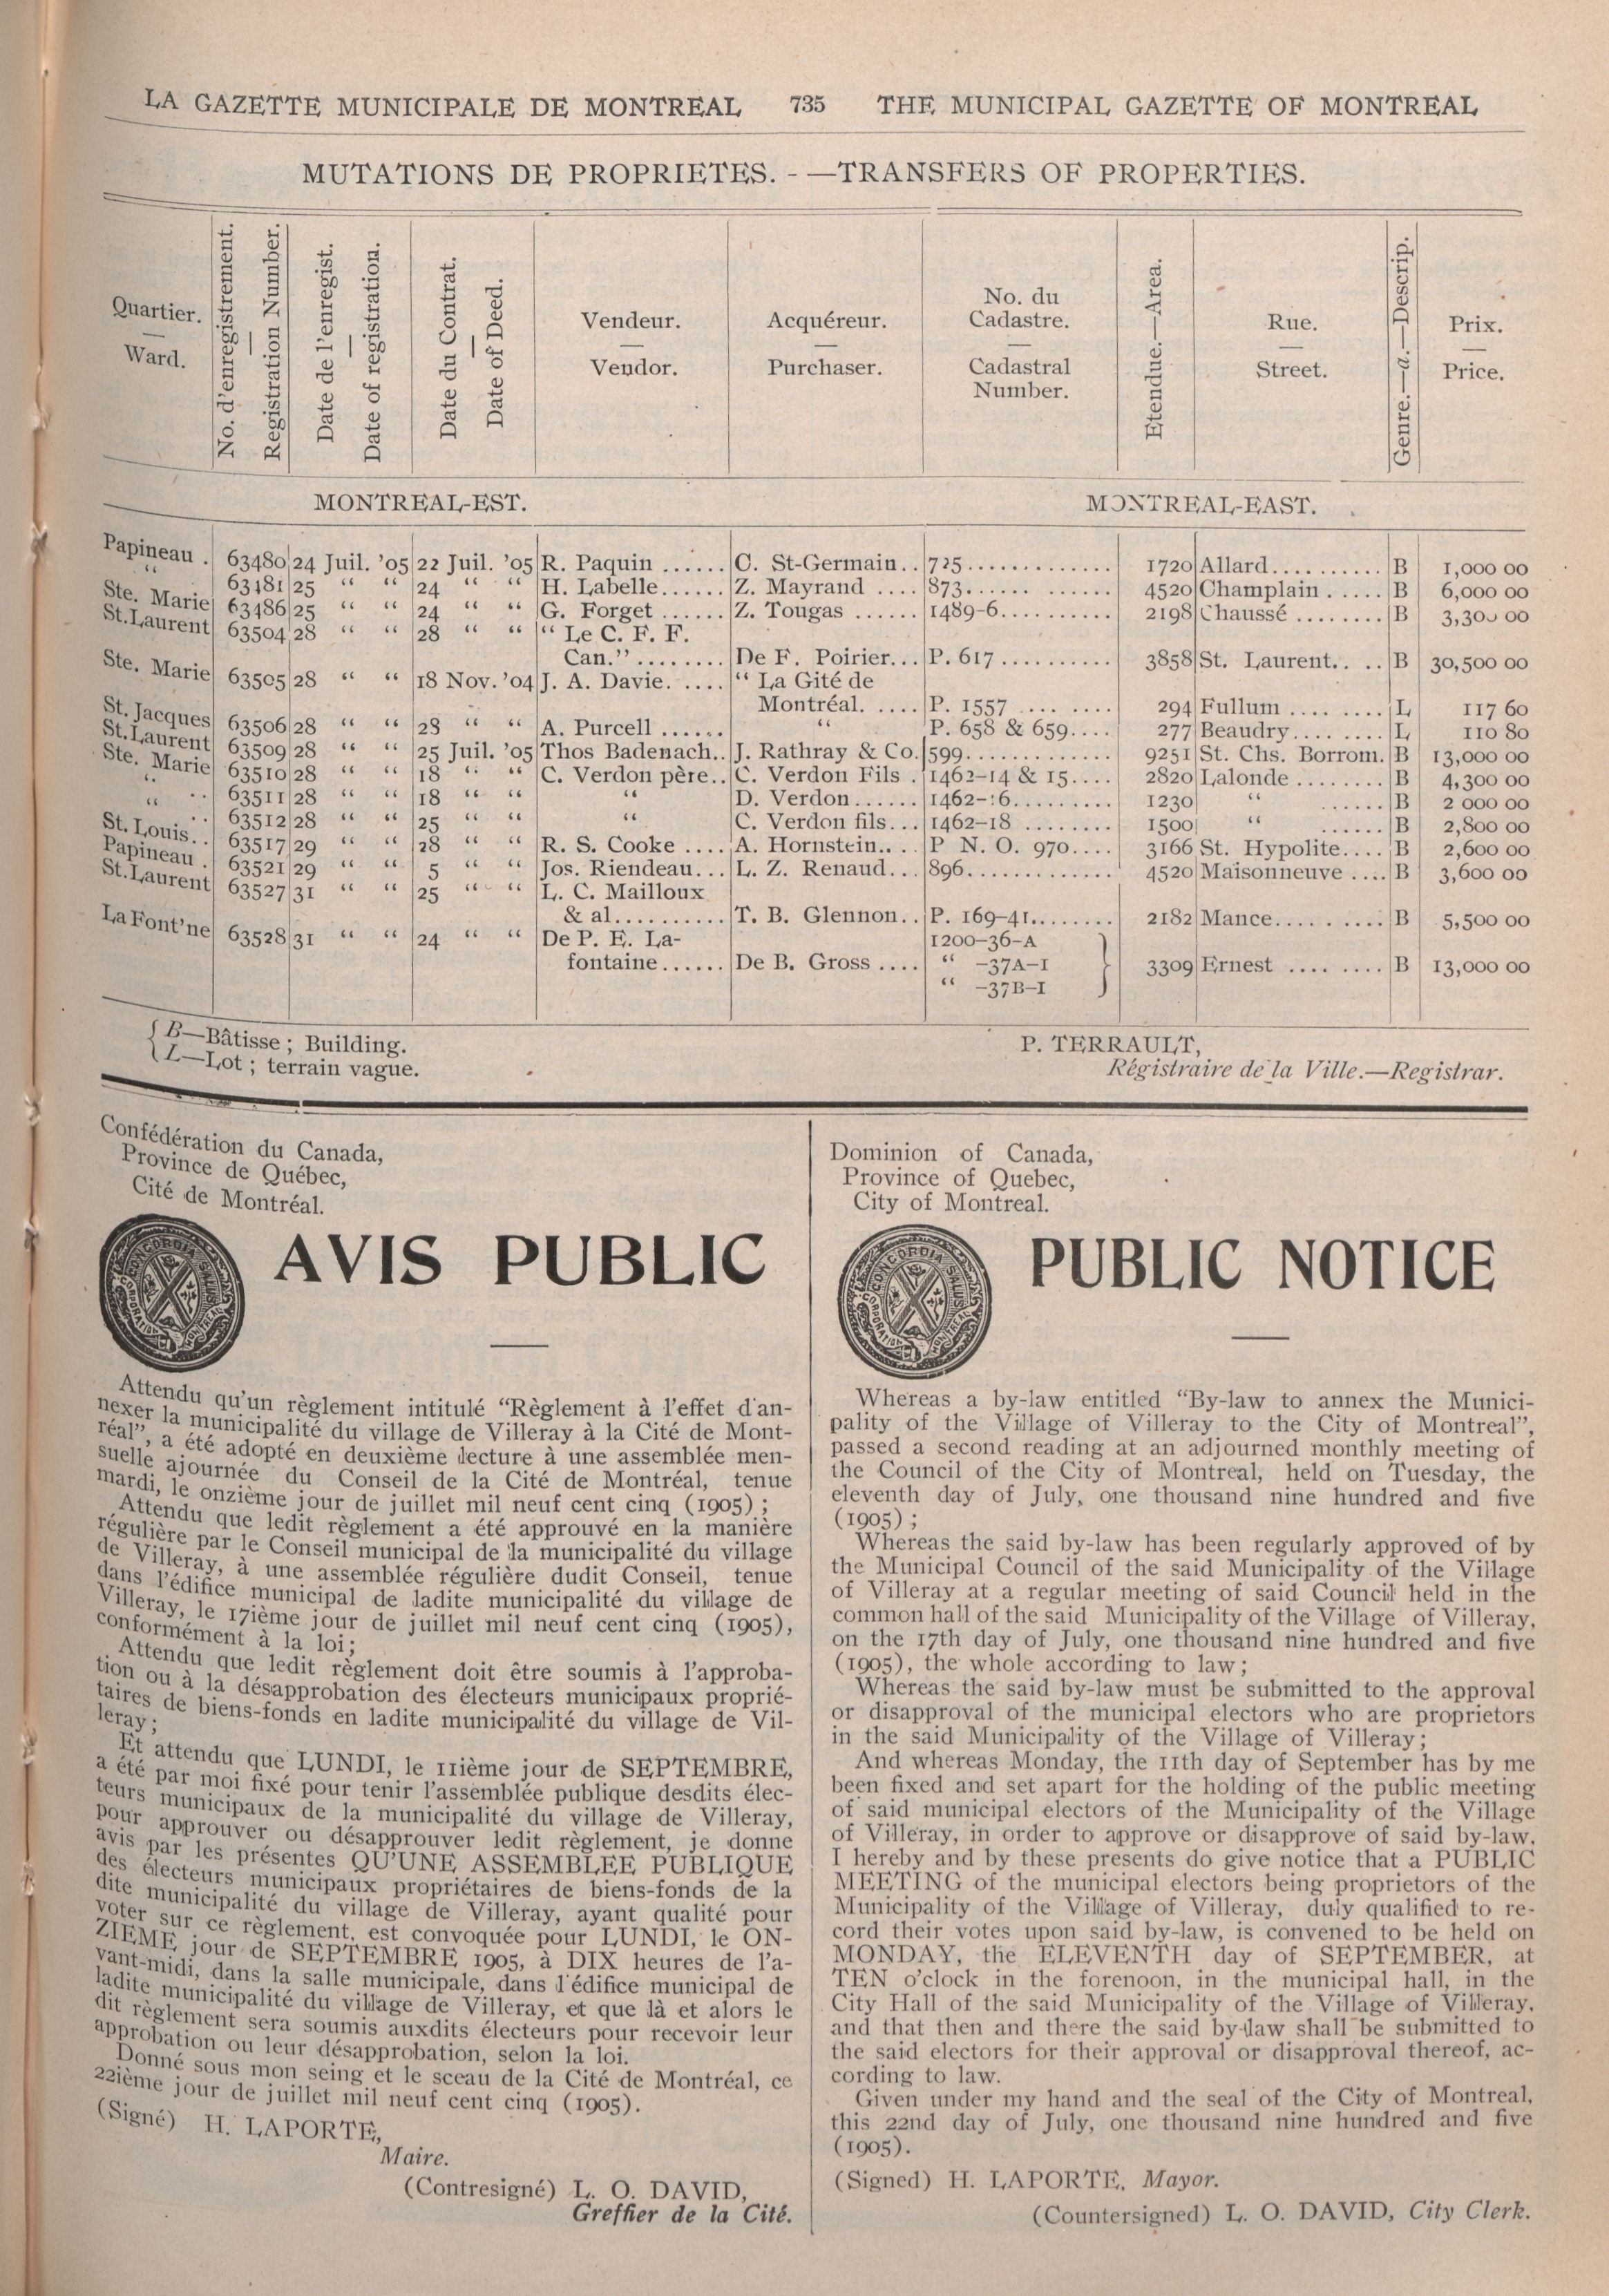 LA GAZETTE MUNICIPALE DE MONTREAL 735 THE MUNICIPAL GAZETTE OF MONTREAL
MUTATIONS DE PROPRIETES. - —TRANSFERS OF PROPERTIES.
Quartier. — Ward.
No. d'enregistrement. — Registration Number.
Date de l'enregist. — Date of registration.
Date du Contrat. — Date of Deed.
Vendeur. — Vendor.
Acquéreur. — Purchaser.
No. du Cadastre. — Cadastral Number.
Etendue.—Area.
Rue. — Street.
Genre.—a.—Descrip.
Prix. — Price.
MONTREAL-EST. MONTREAL-EAST.
Papineau . 63480 24 Juil. '05 22 Juil. '05 R. Paquin ...... C. St-Germain.. 725............. 1720 Allard.......... B 1,000 00
“ 63481 25 “ “ 24 “ “ H. Labelle...... Z. Mayrand .... 873...... ....... 4520 Champlain ..... B 6,000 00
Ste. Marie 63486 25 “ “ 24 “ “ G. Forget ...... Z. Tougas ...... 1489-6.......... 2198 Chaussé ........ B 3,300 00
St.Laurent 63504 28 “ “ 28 “ “ “ Le C. F. F.
Can.” ........ De F. Poirier... P. 617.......... 3858 St. Laurent.. .. B 30,500 00
Ste. Marie 63505 28 “ “ 18 Nov. '04 J. A. Davie. .... “ La Gité de
Montréal. .... P. 1557 ... .... 294 Fullum .... .... L 117 60
St. Jacques 63506 28 “ “ 28 “ “ A. Purcell ...... “ P. 658 & 659.... 277 Beaudry.... .... L 110 80
St.Laurent 63509 28 “ “ 25 Juil. '05 Thos Badenach.. J. Rathray & Co. 599............. 9251 St. Chs. Borrom. B 13,000 00
Ste. Marie 63510 28 “ “ 18 “ “ C. Verdon père.. C. Verdon Fils . 1462-14 & 15.... 2820 Lalonde ........ B 4,300 00
“ .. 63511 28 “ “ 18 “ “ “ D. Verdon...... 1462-16......... 1230 “ ...... B 2 000 00
“ .. 63512 28 “ “ 25 “ “ “ C. Verdon fils... 1462-18 ........ 1500 “ ...... B 2,800 00
St. Louis.. 63517 29 “ “ 28 “ “ R. S. Cooke .... A. Hornstein.. . P N. O. 970.... 3166 St. Hypolite.... B 2,600 00
Papineau . 63521 29 “ “ 5 “ “ Jos. Riendeau... L. Z. Renaud... 896............. 4520 Maisonneuve .... B 3,600 00
St.Laurent 63527 31 “ “ 25 “ “ L. C. Mailloux
& al.......... T. B. Glennon.. P. 169-41........ 2182 Mance.......... B 5,500 00
La Font'ne 63528 31 “ “ 24 “ “ De P. E. La- 1200-36-A
fontaine...... De B. Gross .... “ -37A-I 3309 Ernest .... .... B 13,000 00
“ -37B-I
B—Bâtisse ; Building.
L—Lot ; terrain vague.
P. TERRAULT,
Régistraire de la Ville.—Registrar.
Confédération du Canada,
Province de Québec,
Cité de Montréal.
CONCORDIA SALUS
CORPORATION MONTREAL
AVIS PUBLIC
Attendu qu'un règlement intitulé “Règlement à l'effet d'an-
nexer la municipalité du village de Villeray à la Cité de Mont-
réal”, a été adopté en deuxième lecture à une assemblée men-
suelle ajournée du Conseil de la Cité de Montréal, tenue
mardi, le onzième jour de juillet mil neuf cent cinq (1905) ;
Attendu que ledit règlement a été approuvé en la manière
régulière par le Conseil municipal de la municipalité du village
de Villeray, à une assemblée régulière dudit Conseil, tenue
dans l'édifice municipal de ladite municipalité du village de
Villeray, le 17ième jour de juillet mil neuf cent cinq (1905),
conformément à la loi;
Attendu que ledit règlement doit être soumis à l'approba-
tion ou à la désapprobation des électeurs municipaux proprié-
taires de biens-fonds en ladite municipalité du village de Vil-
leray;
Et attendu que LUNDI, le 11ième jour de SEPTEMBRE,
a été par moi fixé pour tenir l'assemblée publique desdits élec-
teurs municipaux de la municipalité du village de Villeray,
pour approuver ou désapprouver ledit règlement, je donne
avis par les présentes QU'UNE ASSEMBLEE PUBLIQUE
des électeurs municipaux propriétaires de biens-fonds de la
dite municipalité du village de Villeray, ayant qualité pour
voter sur ce règlement, est convoquée pour LUNDI, le ON-
ZIEME jour de SEPTEMBRE 1905, à DIX heures de l'a-
vant-midi, dans la salle municipale, dans l'édifice municipal de
ladite municipalité du village de Villeray, et que là et alors le
dit règlement sera soumis auxdits électeurs pour recevoir leur
approbation ou leur désapprobation, selon la loi.
Donné sous mon seing et le sceau de la Cité de Montréal, ce
22ième jour de juillet mil neuf cent cinq (1905).
(Signé) H. LAPORTE,
Maire.
(Contresigné) L. O. DAVID,
Greffier de la Cité.
Dominion of Canada,
Province of Quebec,
City of Montreal.
CONCORDIA SALUS
CORPORATION MONTREAL
PUBLIC NOTICE
Whereas a by-law entitled “By-law to annex the Munici-
pality of the Village of Villeray to the City of Montreal”,
passed a second reading at an adjourned monthly meeting of
the Council of the City of Montreal, held on Tuesday, the
eleventh day of July, one thousand nine hundred and five
(1905) ;
Whereas the said by-law has been regularly approved of by
the Municipal Council of the said Municipality of the Village
of Villeray at a regular meeting of said Council held in the
common hall of the said Municipality of the Village of Villeray,
on the 17th day of July, one thousand nine hundred and five
(1905), the whole according to law;
Whereas the said by-law must be submitted to the approval
or disapproval of the municipal electors who are proprietors
in the said Municipality of the Village of Villeray;
And whereas Monday, the 11th day of September has by me
been fixed and set apart for the holding of the public meeting
of said municipal electors of the Municipality of the Village
of Villeray, in order to approve or disapprove of said by-law,
I hereby and by these presents do give notice that a PUBLIC
MEETING of the municipal electors being proprietors of the
Municipality of the Village of Villeray, duly qualified to re-
cord their votes upon said by-law, is convened to be held on
MONDAY, the ELEVENTH day of SEPTEMBER, at
TEN o'clock in the forenoon, in the municipal hall, in the
City Hall of the said Municipality of the Village of Villeray,
and that then and there the said by-law shall be submitted to
the said electors for their approval or disapproval thereof, ac-
cording to law.
Given under my hand and the seal of the City of Montreal,
this 22nd day of July, one thousand nine hundred and five
(1905).
(Signed) H. LAPORTE, Mayor.
(Countersigned) L. O. DAVID, City Clerk.